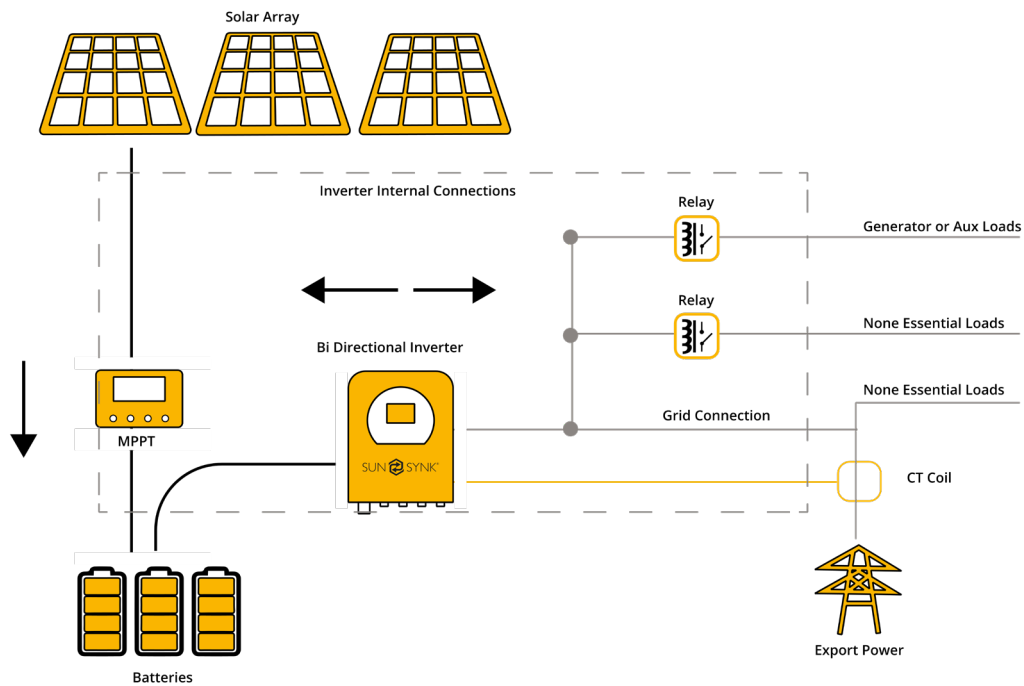 Solar Array
Inverter Internal Connections
Relay
Generator or Aux Loads
Relay
None Essential Loads
Bi Directional Inverter
None Essential Loads
Grid Connection
MPPT
SUN SYNK
CT Coil
Export Power
Batteries